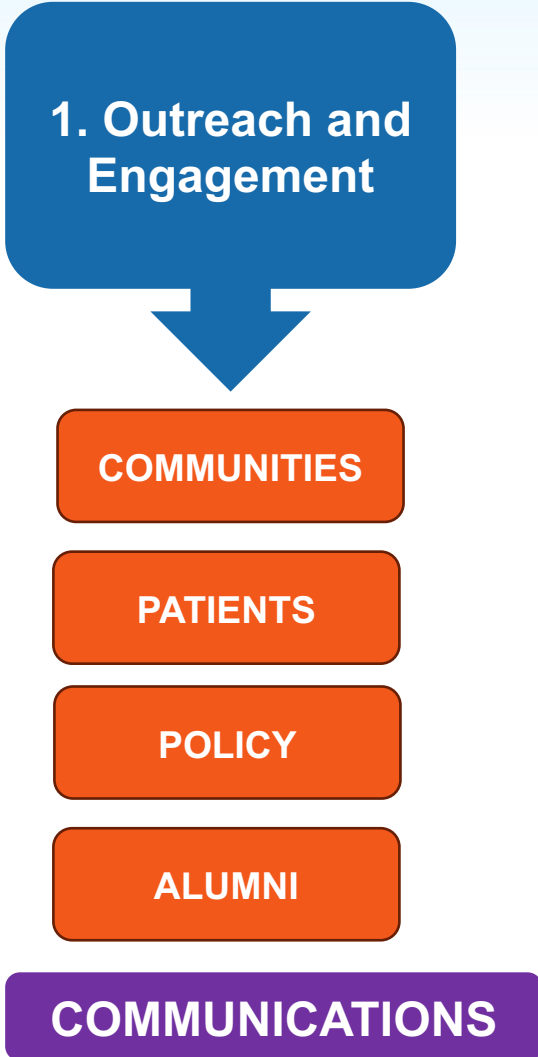 1. Outreach and
Engagement
COMMUNITIES
PATIENTS
POLICY
ALUMNI
COMMUNICATIONS